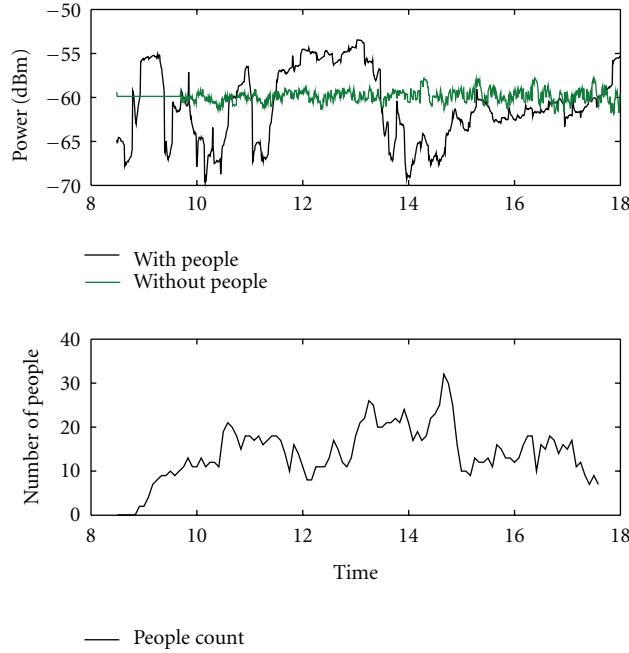 −50
−55
−60
−65
−70
Power (dBm)
8 10 12 14 16 18
With people
Without people
40
30
20
10
0
Number of people
8 10 12 14 16 18
Time
People count